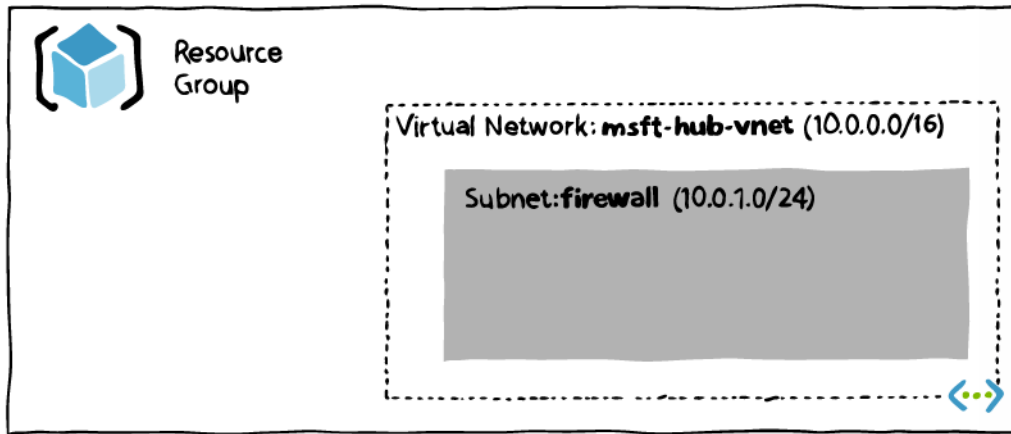 Resource
Group
Virtual Network: msft-hub-vnet (10.0.0.0/16)
Subnet:firewall (10.0.1.0/24)